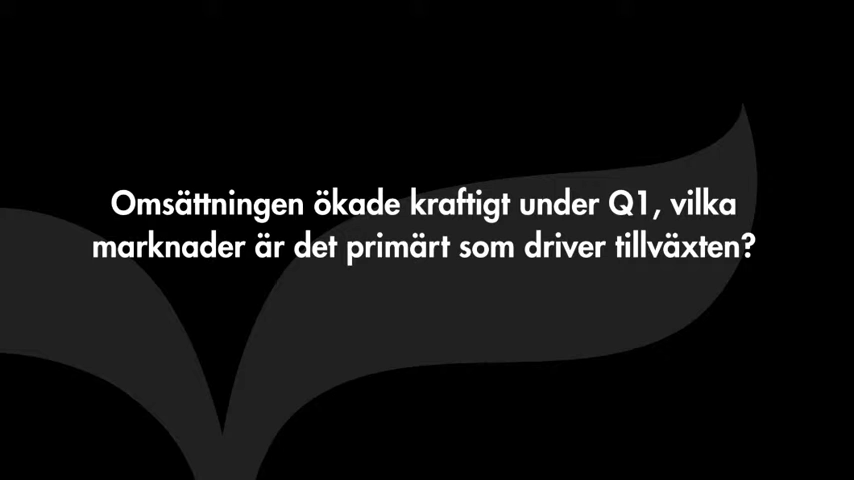 Omsättningen ökade kraftigt under Q1, vilka
marknader är det primärt som driver tillväxten?